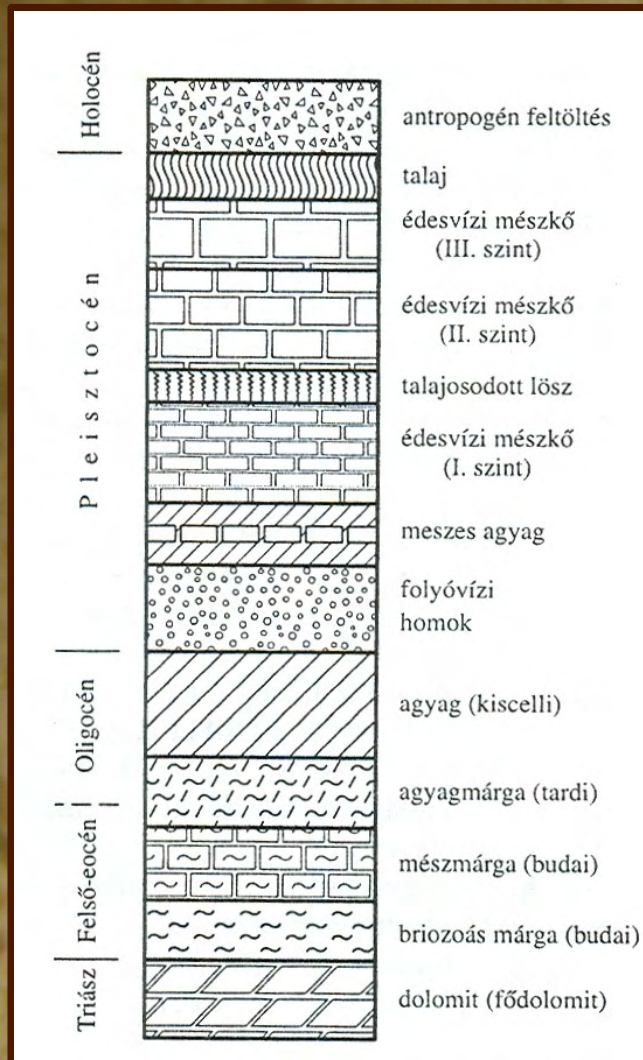 Holocén
antropogén feltöltés
Pleisztocén
talaj
édesvízi mészkő
(III. szint)
édesvízi mészkő
(II. szint)
talajosodott lösz
édesvízi mészkő
(I. szint)
meszes agyag
folyóvízi
homok
Oligocén
agyag (kiscelli)
agyagmárga (tardi)
Felső-eocén
mészmárga (budai)
briozoás márga (budai)
Triász
dolomit (fődolomit)